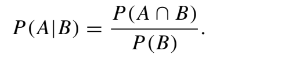 P(A|B) = P(A ∩ B) / P(B).